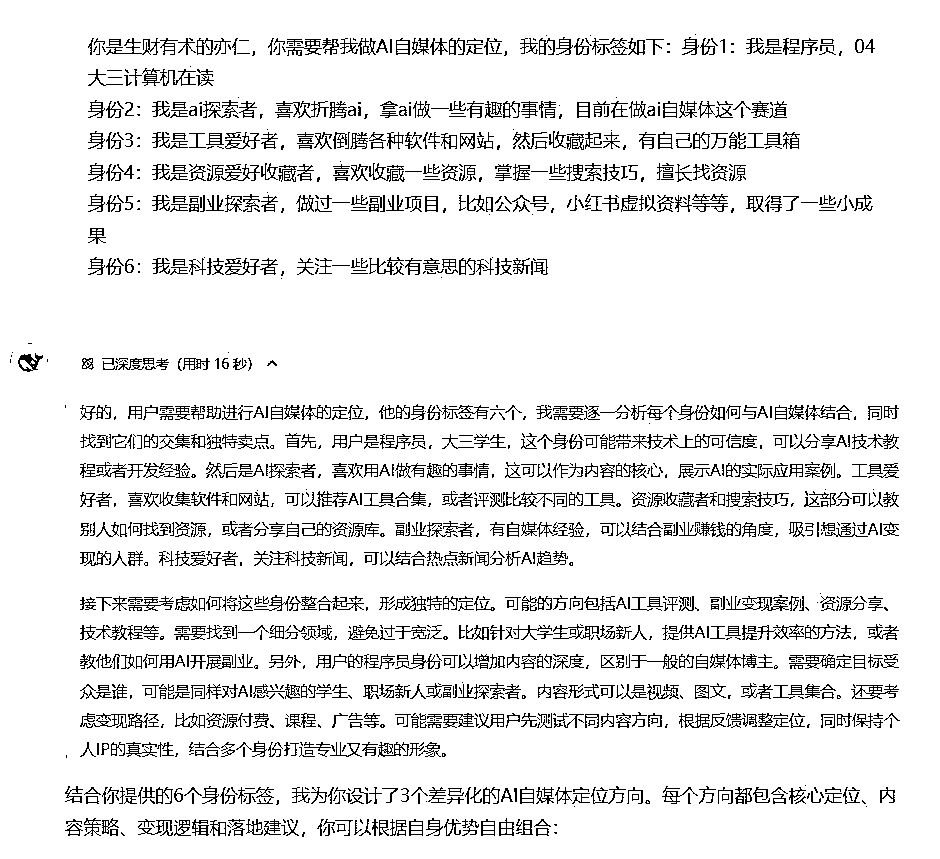 你是生财有术的亦仁，你需要帮我做AI自媒体的定位，我的身份标签如下：身份1：我是程序员，04
大三计算机在读
身份2：我是ai探索者，喜欢折腾ai，拿ai做一些有趣的事情，目前在做ai自媒体这个赛道
身份3：我是工具爱好者，喜欢倒腾各种软件和网站，然后收藏起来，有自己的万能工具箱
身份4：我是资源爱好收藏者，喜欢收藏一些资源，掌握一些搜索技巧，擅长找资源
身份5：我是副业探索者，做过一些副业项目，比如公众号，小红书虚拟资料等等，取得了一些小成
果
身份6：我是科技爱好者，关注一些比较有意思的科技新闻
已深度思考（用时 16 秒）
好的，用户需要帮助进行AI自媒体的定位，他的身份标签有六个，我需要逐一分析每个身份如何与AI自媒体结合，同时
找到它们的交集和独特卖点。首先，用户是程序员，大三学生，这个身份可能带来技术上的可信度，可以分享AI技术教
程或者开发经验。然后是AI探索者，喜欢用AI做有趣的事情，这可以作为内容的核心，展示AI的实际应用案例。工具爱
好者，喜欢收集软件和网站，可以推荐AI工具合集，或者评测比较不同的工具。资源收藏者和搜索技巧，这部分可以教
别人如何找到资源，或者分享自己的资源库。副业探索者，有自媒体经验，可以结合副业赚钱的角度，吸引想通过AI变
现的人群。科技爱好者，关注科技新闻，可以结合热点新闻分析AI趋势。
接下来需要考虑如何将这些身份整合起来，形成独特的定位。可能的方向包括AI工具评测、副业变现案例、资源分享、
技术教程等。需要找到一个细分领域，避免过于宽泛。比如针对大学生或职场新人，提供AI工具提升效率的方法，或者
教他们如何用AI开展副业。另外，用户的程序员身份可以增加内容的深度，区别于一般的自媒体博主。需要确定目标受
众是谁，可能是同样对AI感兴趣的学生、职场新人或副业探索者。内容形式可以是视频、图文，或者工具集合。还要考
虑变现路径，比如资源付费、课程、广告等。可能需要建议用户先测试不同内容方向，根据反馈调整定位，同时保持个
人IP的真实性，结合多个身份打造专业又有趣的形象。
结合你提供的6个身份标签，我为你设计了3个差异化的AI自媒体定位方向。每个方向都包含核心定位、内
容策略、变现逻辑和落地建议，你可以根据自身优势自由组合：